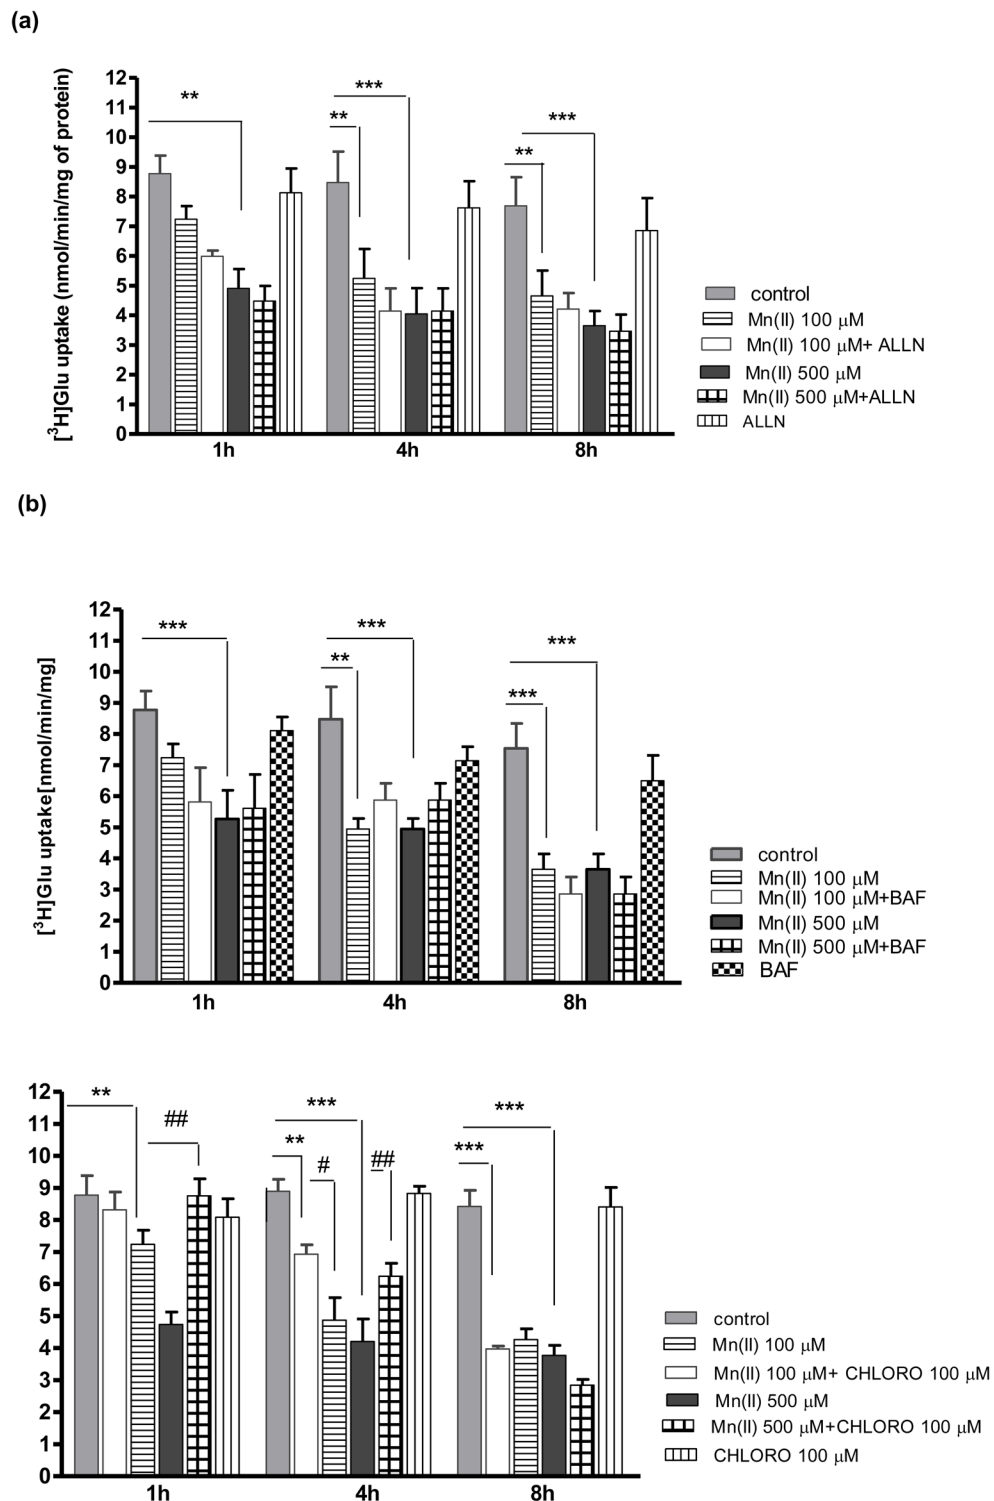 (a)
[³H]Glu uptake (nmol/min/mg of protein)
12
11
10
9
8
7
6
5
4
3
2
1
0
**
**
***
**
***
1h
4h
8h
control
Mn(II) 100 μM
Mn(II) 100 μM+ ALLN
Mn(II) 500 μM
Mn(II) 500 μM+ALLN
ALLN
(b)
[³H]Glu uptake[nmol/min/mg]
12
11
10
9
8
7
6
5
4
3
2
1
0
***
**
***
***
***
1h
4h
8h
control
Mn(II) 100 μM
Mn(II) 100 μM+BAF
Mn(II) 500 μM
Mn(II) 500 μM+BAF
BAF
12
11
10
9
8
7
6
5
4
3
2
1
0
**
##
***
**
#
##
***
***
1h
4h
8h
control
Mn(II) 100 μM
Mn(II) 100 μM+ CHLORO 100 μM
Mn(II) 500 μM
Mn(II) 500 μM+CHLORO 100 μM
CHLORO 100 μM